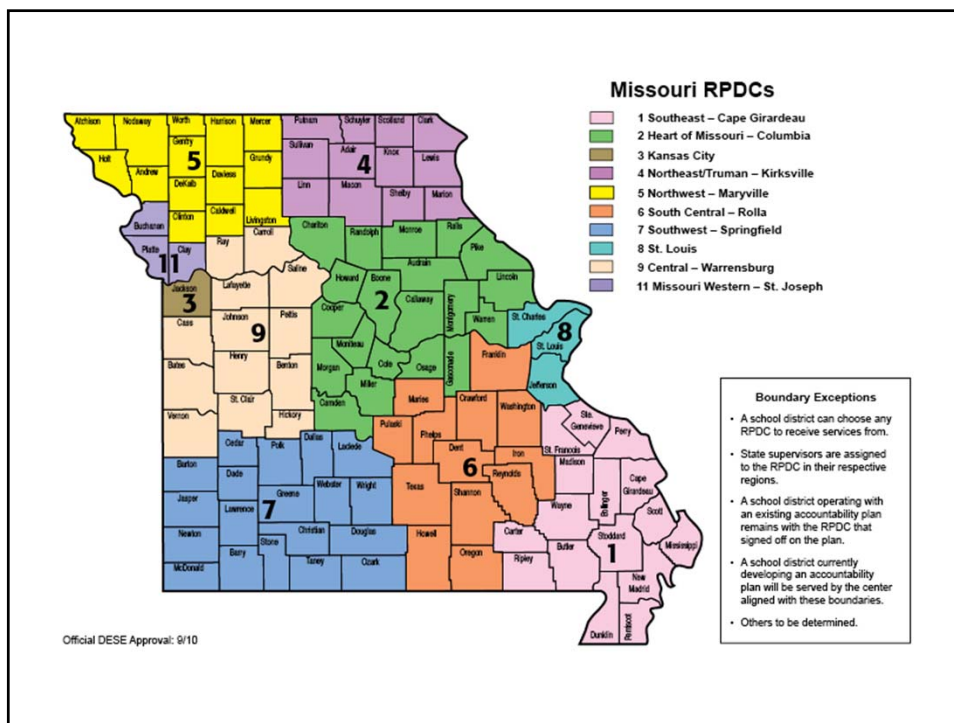 Missouri RPDCs
1 Southeast – Cape Girardeau
2 Heart of Missouri – Columbia
3 Kansas City
4 Northeast/Truman – Kirksville
5 Northwest – Maryville
6 South Central – Rolla
7 Southwest – Springfield
8 St. Louis
9 Central – Warrensburg
11 Missouri Western – St. Joseph
Atchison
Nodaway
Worth
Harrison
Mercer
Putnam
Schuyler
Scotland
Clark
Gentry
Holt
5
Sullivan
Adair
4
Knox
Grundy
Lewis
Andrew
DeKalb
Daviess
Linn
Macon
Shelby
Marion
Buchanan
Clinton
Caldwell
Livingston
Chariton
Randolph
Monroe
Ralls
Platte
Clay
11
Ray
Carroll
Pike
Audrain
Saline
Howard
Boone
Lincoln
Jackson
3
Lafayette
2
Callaway
Montgomery
Warren
St. Charles
Cooper
Cass
Johnson
9
Pettis
Moniteau
St. Louis
8
Cole
Osage
Gasconade
Franklin
Jefferson
Bates
Henry
Benton
Morgan
Miller
Camden
Maries
Crawford
Washington
St. Clair
Hickory
Vernon
Pulaski
Phelps
Ste.
Genevieve
Perry
St. Francois
Cedar
Polk
Dallas
Laclede
Dent
6
Iron
Reynolds
Madison
Barton
Dade
Texas
Shannon
Cape
Girardeau
Bollinger
Jasper
Lawrence
Greene
7
Webster
Wright
Wayne
Scott
Newton
Christian
Douglas
Howell
Carter
Stoddard
1
Mississippi
Stone
McDonald
Barry
Taney
Ozark
Oregon
Ripley
Butler
New
Madrid
Dunklin
Pemiscot
Boundary Exceptions
• A school district can choose any
RPDC to receive services from.
• State supervisors are assigned
to the RPDC in their respective
regions.
• A school district operating with
an existing accountability plan
remains with the RPDC that
signed off on the plan.
• A school district currently
developing an accountability
plan will be served by the center
aligned with these boundaries.
• Others to be determined.
Official DESE Approval: 9/10